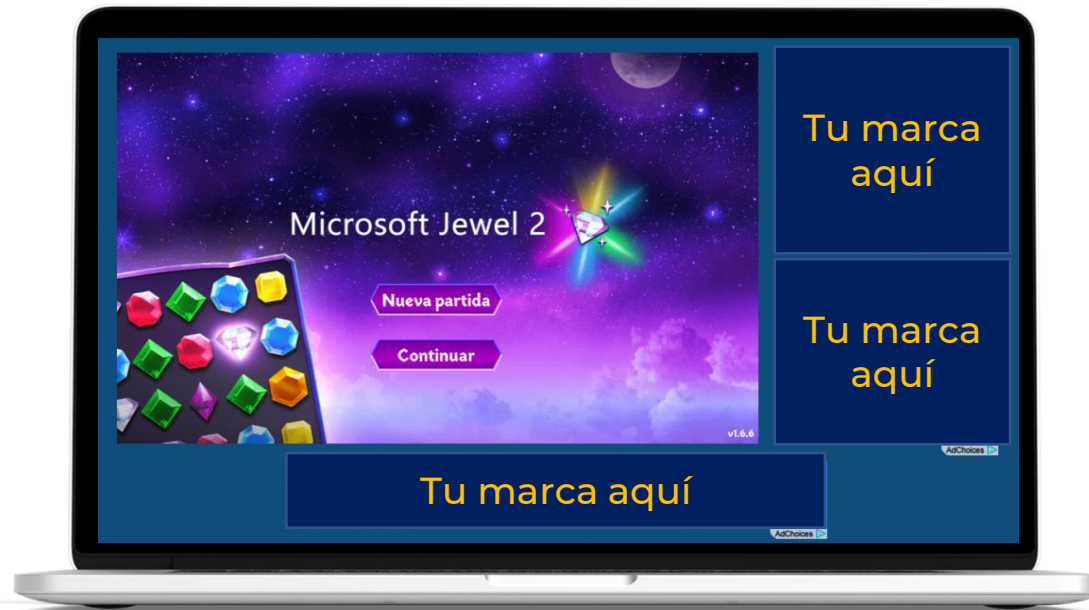 Tu marca
aquí
Microsoft Jewel 2
Nueva partida
Continuar
v1.6.6
Tu marca
aquí
AdChoices
Tu marca aquí
AdChoices